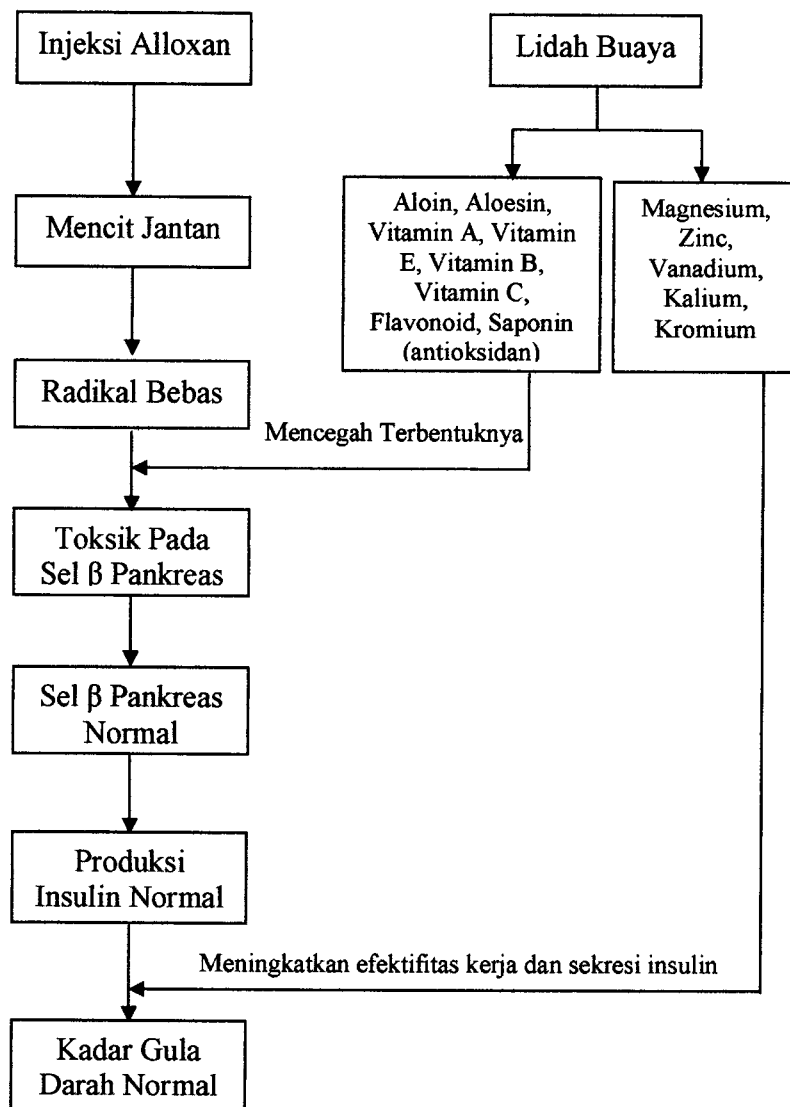 Injeksi Alloxan
Lidah Buaya
Mencit Jantan
Aloin, Aloesin,
Vitamin A, Vitamin
E, Vitamin B,
Vitamin C,
Flavonoid, Saponin
(antioksidan)
Magnesium,
Zinc,
Vanadium,
Kalium,
Kromium
Radikal Bebas
Mencegah Terbentuknya
Toksik Pada
Sel β Pankreas
Sel β Pankreas
Normal
Produksi
Insulin Normal
Meningkatkan efektifitas kerja dan sekresi insulin
Kadar Gula
Darah Normal